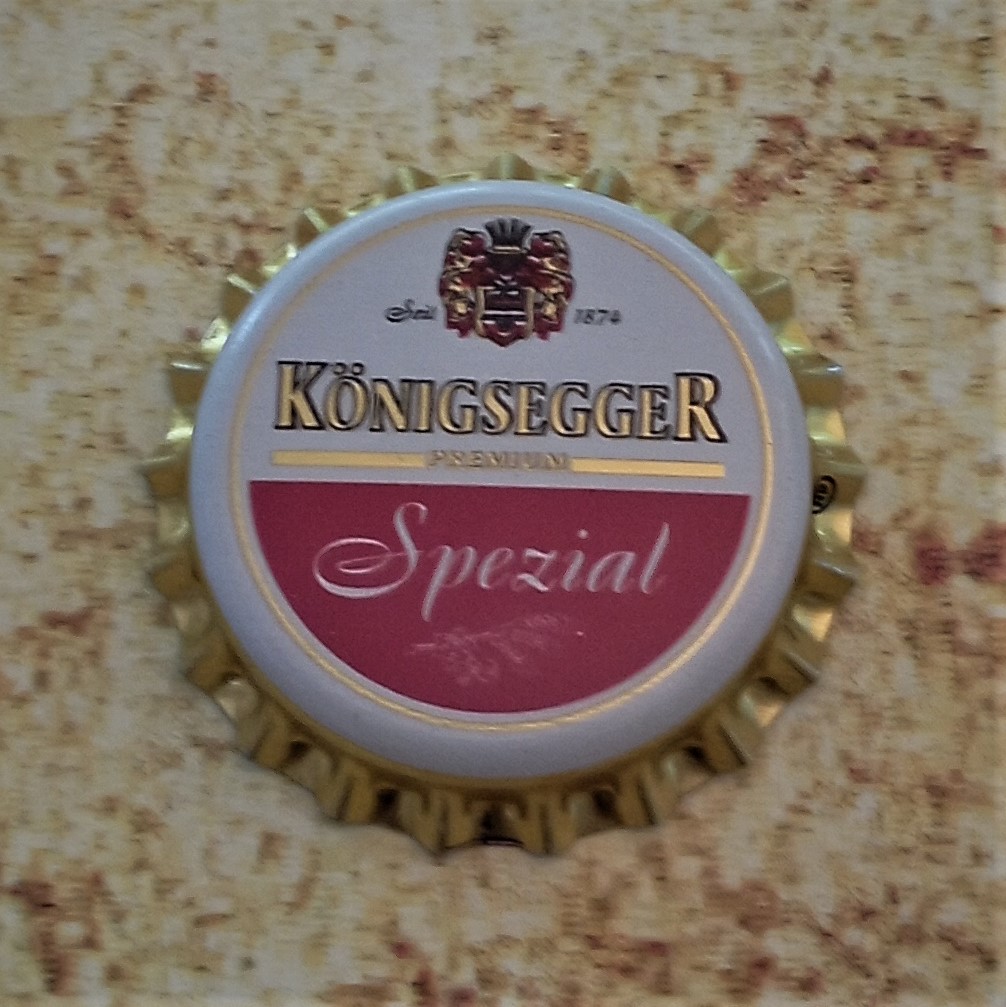 Seit 1874
KÖNIGSEGGER
PREMIUM
Spezial